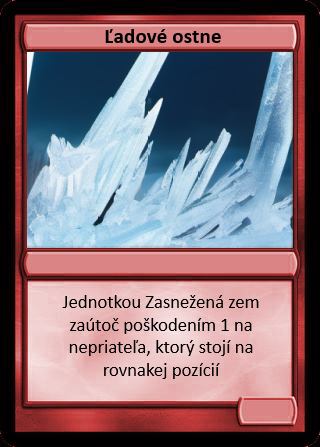 Ľadové ostne
Jednotkou Zasnežená zem
zaútoč poškodením 1 na
nepriateľa, ktorý stojí na
rovnakej pozícií